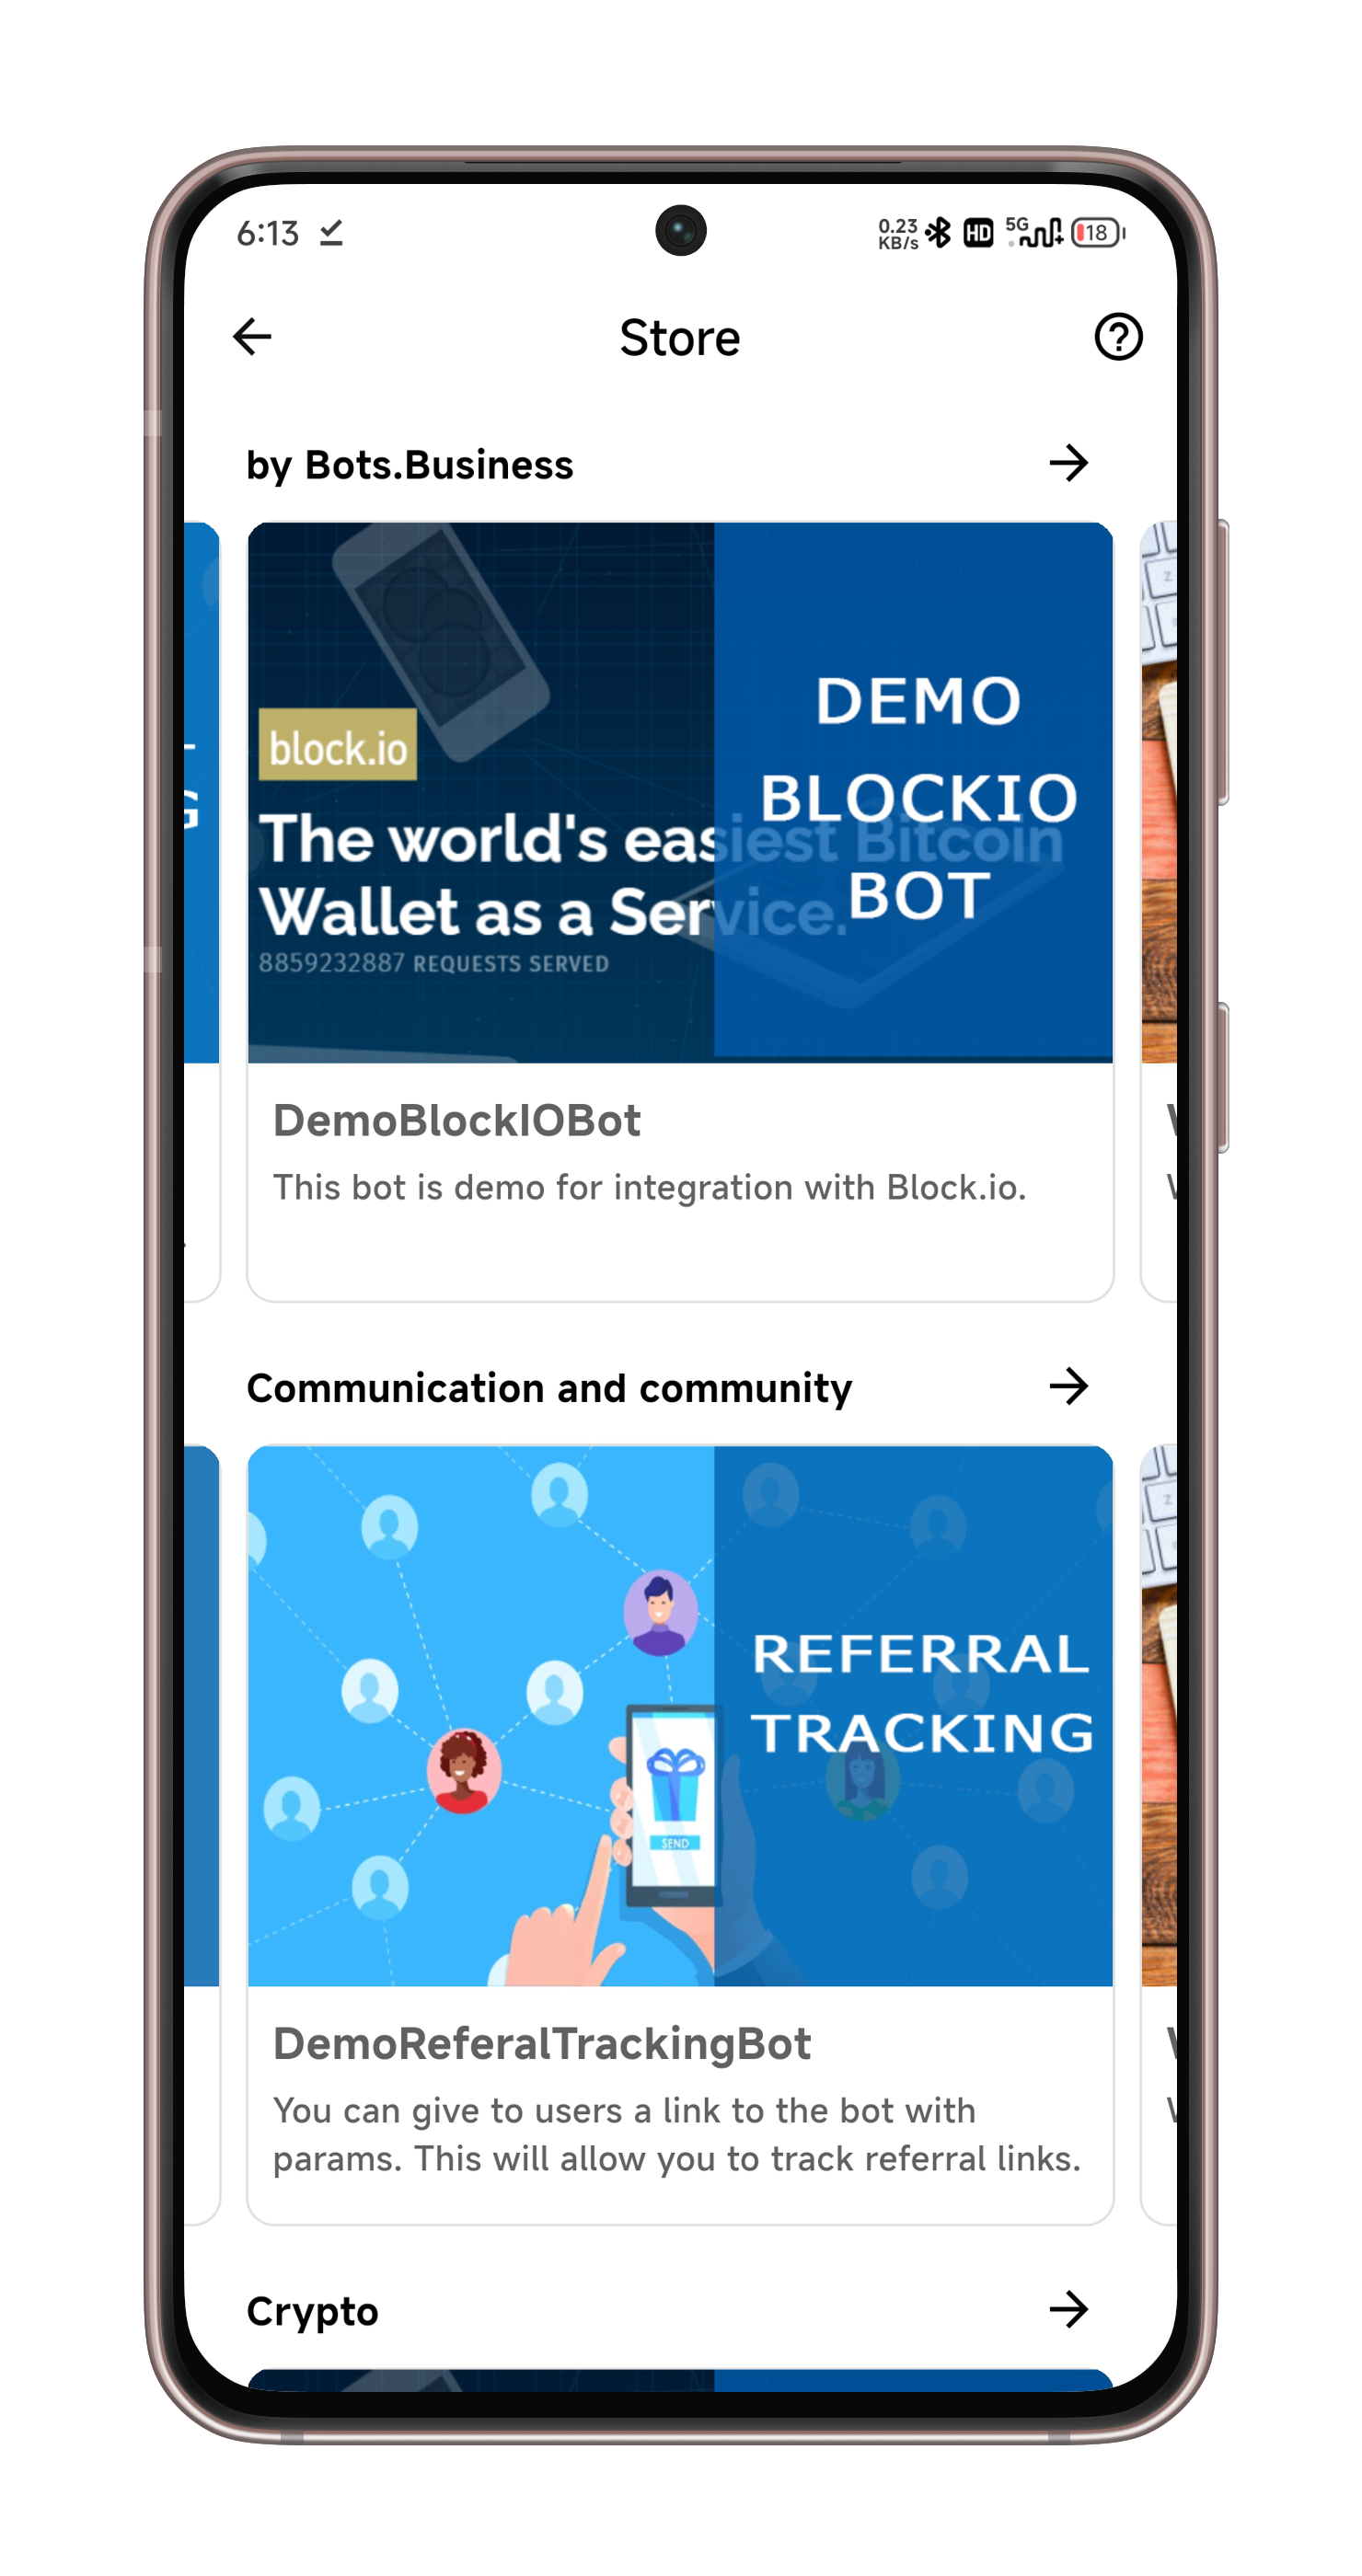 6:13
0.23
KB/s
HD
5G
18
Store
by Bots.Business
block.io
The world's easiest Bitcoin
Wallet as a Service.
8859232887 REQUESTS SERVED
DEMO
BLOCKIO
BOT
G
Z
DemoBlockIOBot
This bot is demo for integration with Block.io.
Communication and community
REFERRAL
TRACKING
SEND
Z
DemoReferalTrackingBot
You can give to users a link to the bot with
params. This will allow you to track referral links.
Crypto